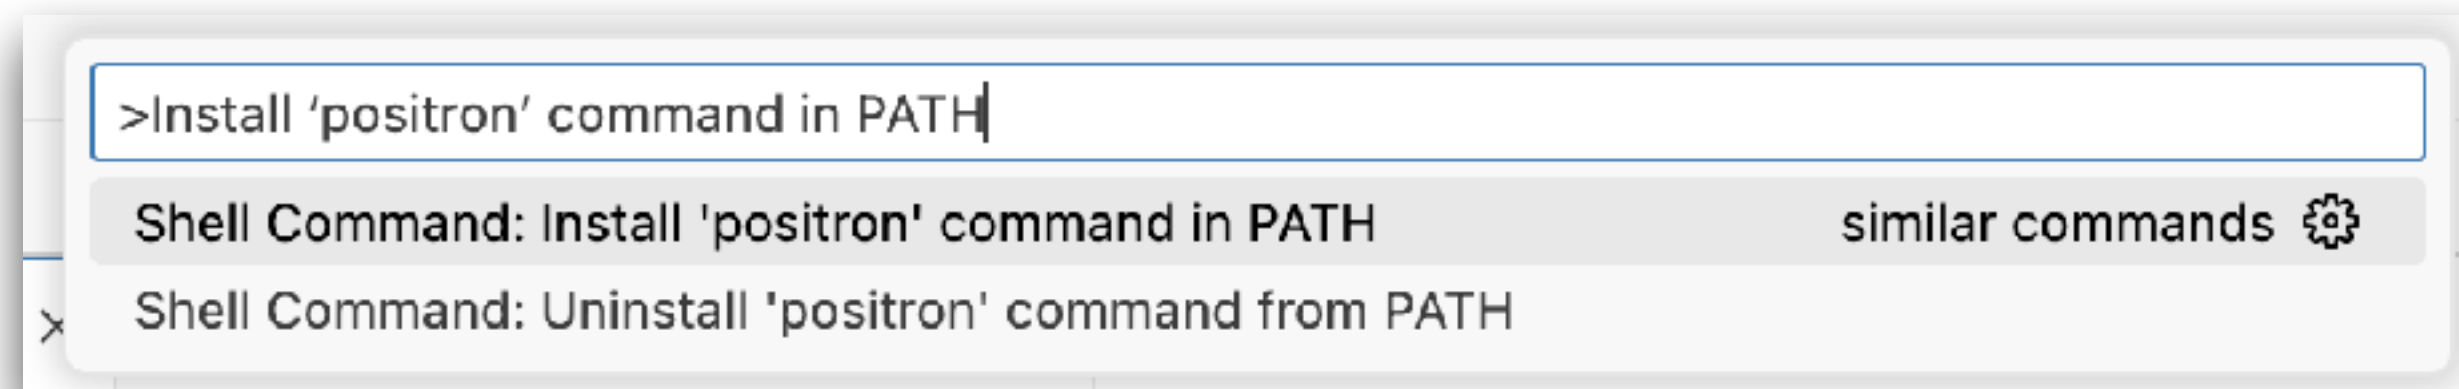 >Install ‘positron’ command in PATH
Shell Command: Install 'positron' command in PATH similar commands
Shell Command: Uninstall 'positron' command from PATH